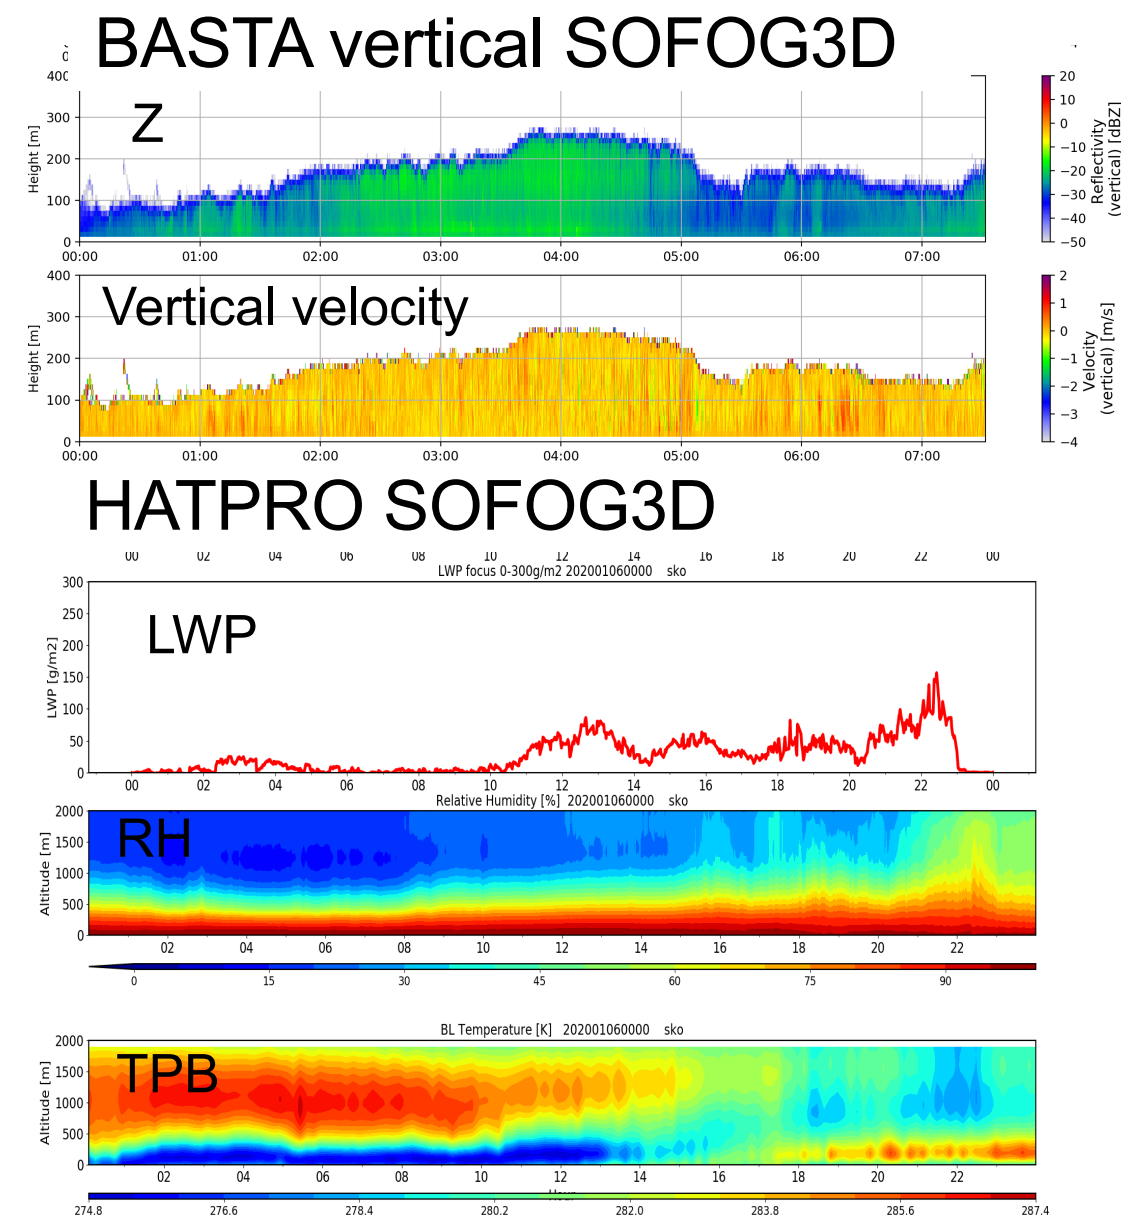 BASTA vertical SOFOG3D
Z
Height [m]
300
200
100
0
00:00 01:00 02:00 03:00 04:00 05:00 06:00 07:00
20
10
0
−10
−20
−30
−40
−50
Reflectivity
(vertical) [dBZ]
Vertical velocity
Height [m]
400
300
200
100
0
00:00 01:00 02:00 03:00 04:00 05:00 06:00 07:00
2
1
0
−1
−2
−3
−4
Velocity
(vertical) [m/s]
HATPRO SOFOG3D
00 02 04 06 08 10 12 14 16 18 20 22 00
LWP focus 0-300g/m2 202001060000 sko
LWP
LWP [g/m2]
300
250
200
150
100
50
0
00 02 04 06 08 10 12 14 16 18 20 22 00
Relative Humidity [%] 202001060000 sko
RH
Altitude [m]
2000
1500
1000
500
0
02 04 06 08 10 12 14 16 18 20 22
0 15 30 45 60 75 90
BL Temperature [K] 202001060000 sko
TPB
Altitude [m]
2000
1500
1000
500
0
02 04 06 08 10 12 14 16 18 20 22
274.8 276.6 278.4 280.2 282.0 283.8 285.6 287.4